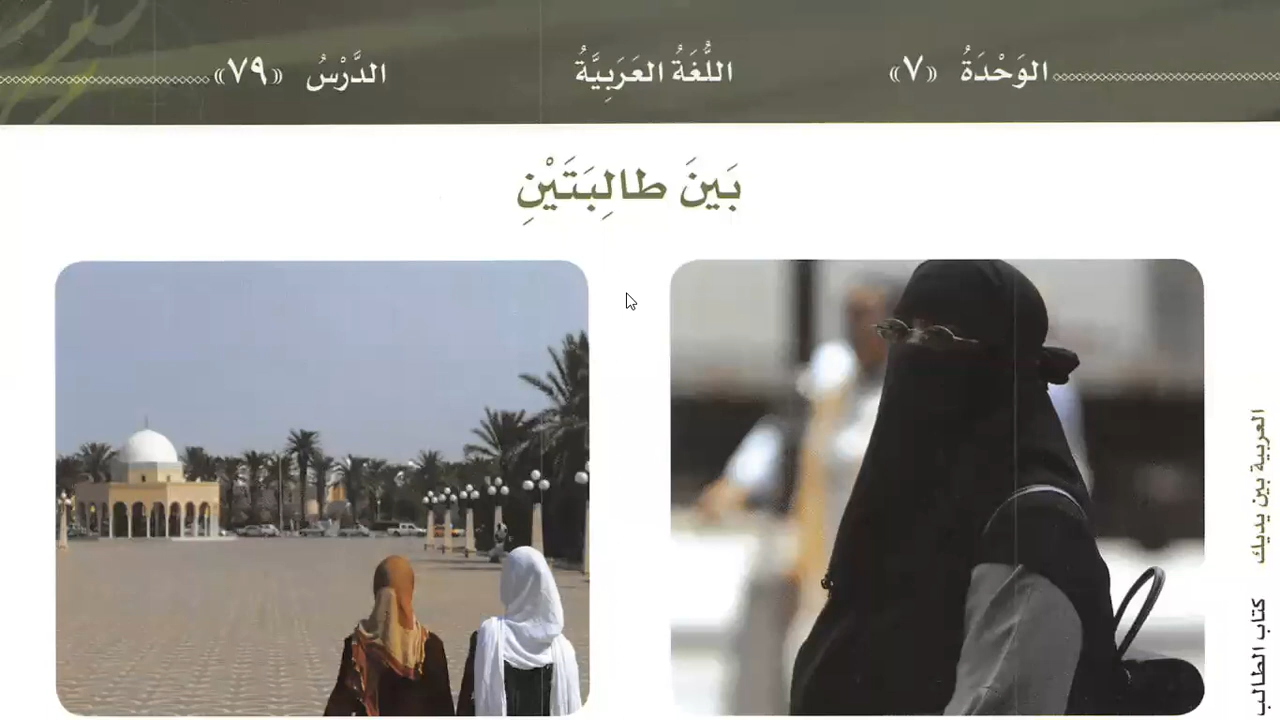 الوَحْدَةُ «٧» اللُّغَةُ العَرَبِيَّةُ الدَّرْسُ «٧٩»
بَينَ طالِبَتَيْنِ
العربية بين يديك كتاب الطالب